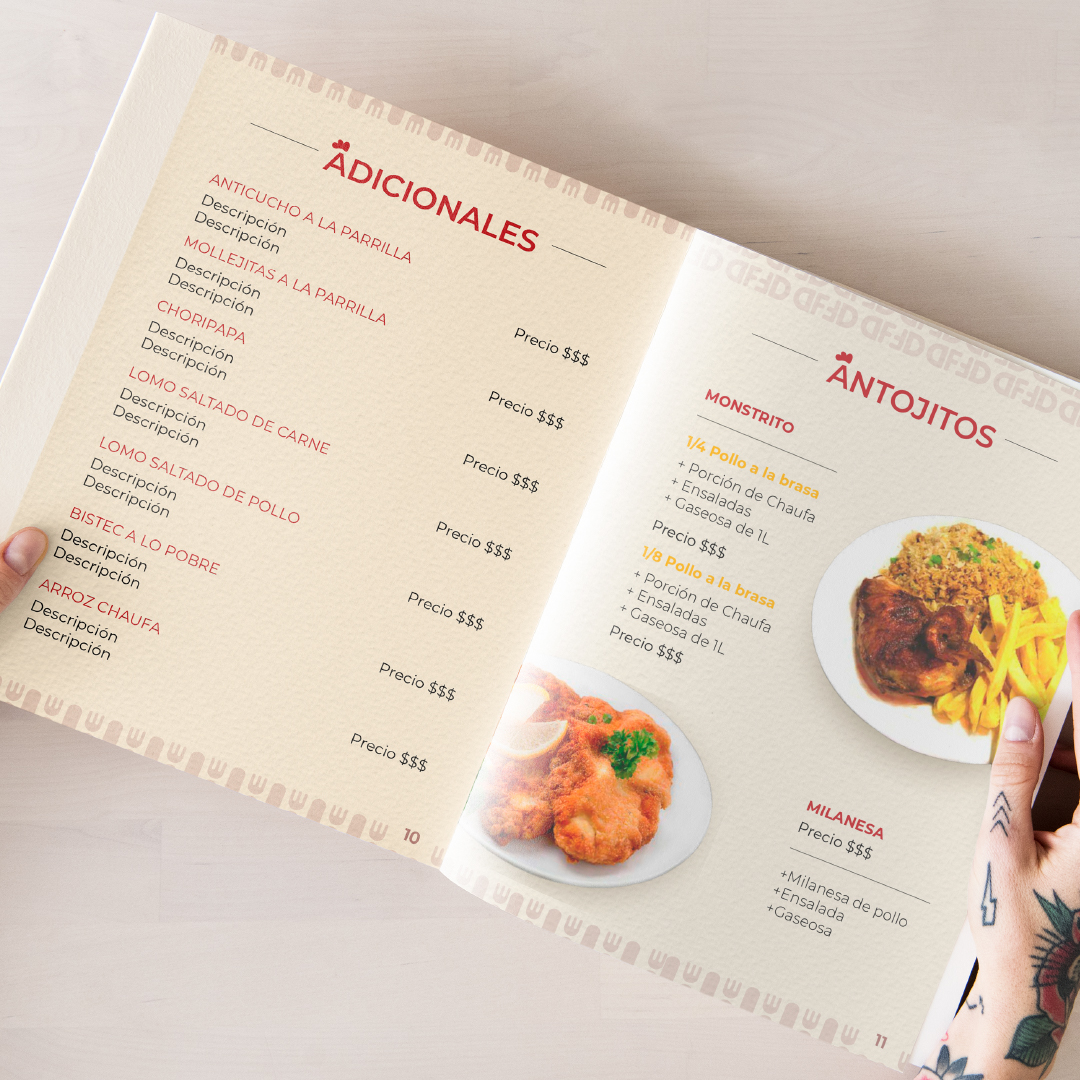 ADICIONALES
ANTICUCHO A LA PARRILLA
Descripción
Descripción
Precio $$$
MOLLEJITAS A LA PARRILLA
Descripción
Descripción
Precio $$$
CHORIPAPA
Descripción
Descripción
Precio $$$
LOMO SALTADO DE CARNE
Descripción
Descripción
Precio $$$
LOMO SALTADO DE POLLO
Descripción
Descripción
Precio $$$
BISTEC A LO POBRE
Descripción
Descripción
Precio $$$
ARROZ CHAUFA
Descripción
Descripción
Precio $$$
10
ANTOJITOS
MONSTRITO
1/4 Pollo a la brasa
+ Porción de Chaufa
+ Ensaladas
+ Gaseosa de 1L
Precio $$$
1/8 Pollo a la brasa
+ Porción de Chaufa
+ Ensaladas
+ Gaseosa de 1L
Precio $$$
MILANESA
Precio $$$
+Milanesa de pollo
+Ensalada
+Gaseosa
11